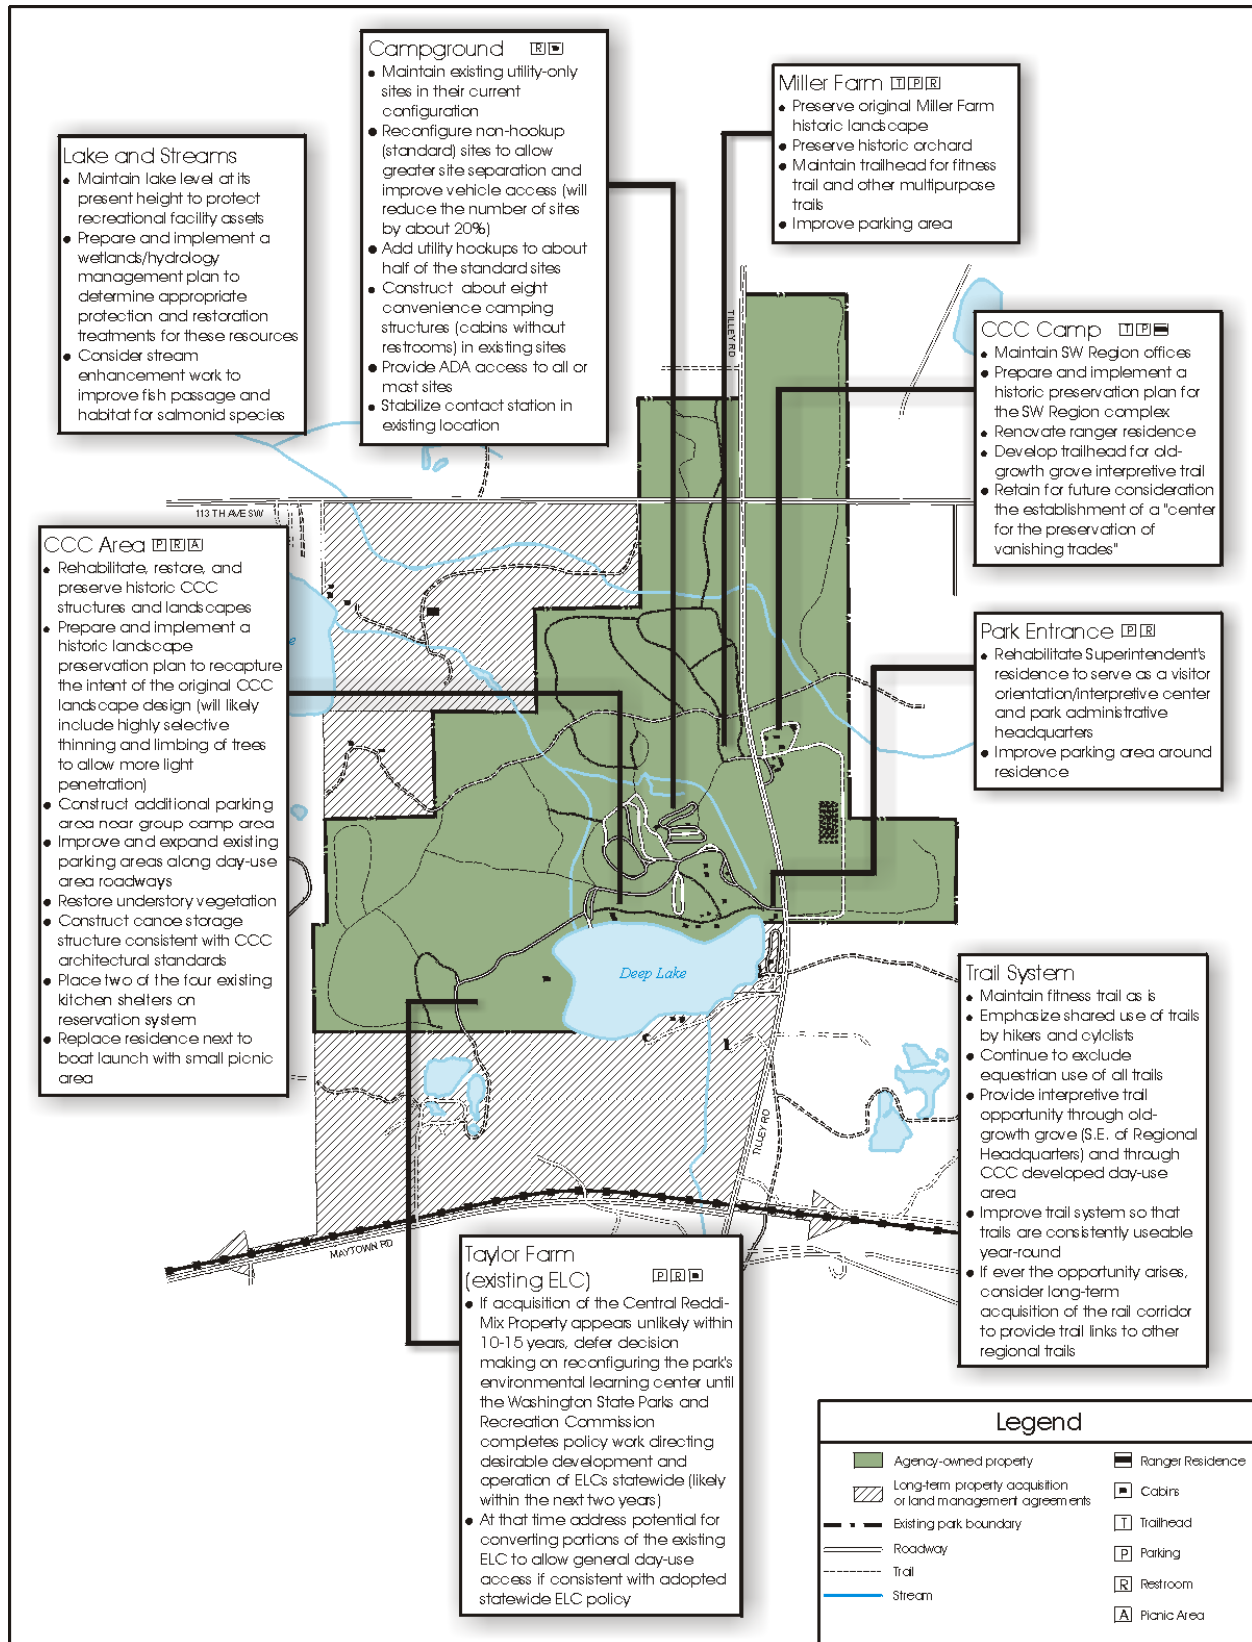 Campground R
• Maintain existing utility-only
sites in their current
configuration
• Reconfigure non-hookup
(standard) sites to allow
greater site separation and
improve vehicle access (will
reduce the number of sites
by about 20%)
• Add utility hookups to about
half of the standard sites
• Construct about eight
convenience camping
structures (cabins without
restrooms) in existing sites
• Provide ADA access to all or
most sites
• Stabilize contact station in
existing location
Miller Farm T P R
• Preserve original Miller Farm
historic landscape
• Preserve historic orchard
• Maintain trailhead for fitness
trail and other multipurpose
trails
• Improve parking area
Lake and Streams
• Maintain lake level at its
present height to protect
recreational facility assets
• Prepare and implement a
wetlands/hydrology
management plan to
determine appropriate
protection and restoration
treatments for these resources
• Consider stream
enhancement work to
improve fish passage and
habitat for salmonid species
CCC Camp T P
• Maintain SW Region offices
• Prepare and implement a
historic preservation plan for
the SW Region complex
• Renovate ranger residence
• Develop trailhead for old-
growth grove interpretive trail
• Retain for future consideration
the establishment of a "center
for the preservation of
vanishing trades"
TILLEY RD
113 TH AVE SW
CCC Area P R A
• Rehabilitate, restore, and
preserve historic CCC
structures and landscapes
• Prepare and implement a
historic landscape
preservation plan to recapture
the intent of the original CCC
landscape design (will likely
include highly selective
thinning and limbing of trees
to allow more light
penetration)
• Construct additional parking
area near group camp area
• Improve and expand existing
parking areas along day-use
area roadways
• Restore understory vegetation
• Construct canoe storage
structure consistent with CCC
architectural standards
• Place two of the four existing
kitchen shelters on
reservation system
• Replace residence next to
boat launch with small picnic
area
e
Park Entrance P R
• Rehabilitate Superintendent's
residence to serve as a visitor
orientation/interpretive center
and park administrative
headquarters
• Improve parking area around
residence
Deep Lake
Trail System
• Maintain fitness trail as is
• Emphasize shared use of trails
by hikers and cylclists
• Continue to exclude
equestrian use of all trails
• Provide interpretive trail
opportunity through old-
growth grove (S.E. of Regional
Headquarters) and through
CCC developed day-use
area
• Improve trail system so that
trails are consistently useable
year-round
• If ever the opportunity arises,
consider long-term
acquisition of the rail corridor
to provide trail links to other
regional trails
TILLEY RD
MAYTOWN RD
Taylor Farm
(existing ELC) P R
• If acquisition of the Central Reddi-
Mix Property appears unlikely within
10-15 years, defer decision
making on reconfiguring the park's
environmental learning center until
the Washington State Parks and
Recreation Commission
completes policy work directing
desirable development and
operation of ELCs statewide (likely
within the next two years)
• At that time address potential for
converting portions of the existing
ELC to allow general day-use
access if consistent with adopted
statewide ELC policy
Legend
Agency-owned property
Long-term property acquisition
or land management agreements
Existing park boundary
Roadway
Trail
Stream
Ranger Residence
Cabins
T Trailhead
P Parking
R Restroom
A Picnic Area